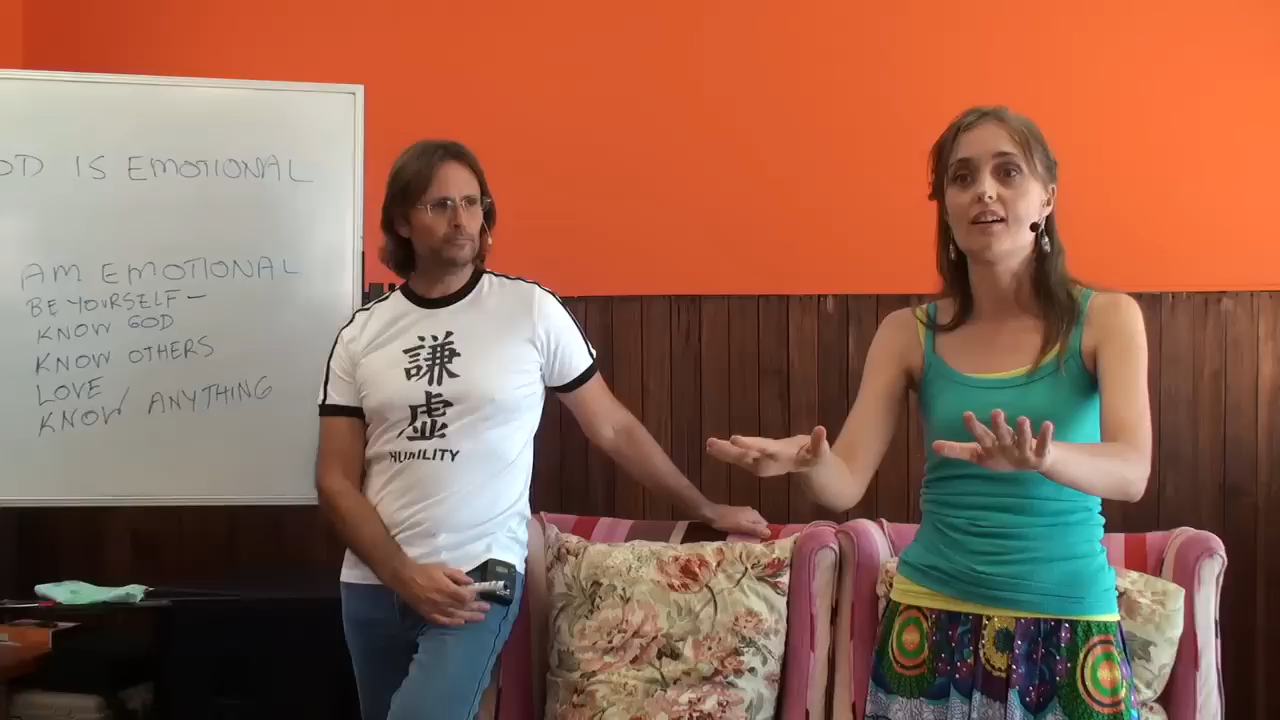 OD IS EMOTIONAL
AM EMOTIONAL
BE YOURSELF —
KNOW GOD
KNOW OTHERS
LOVE
KNOW ANYTHING
謙
虚
HUMILITY